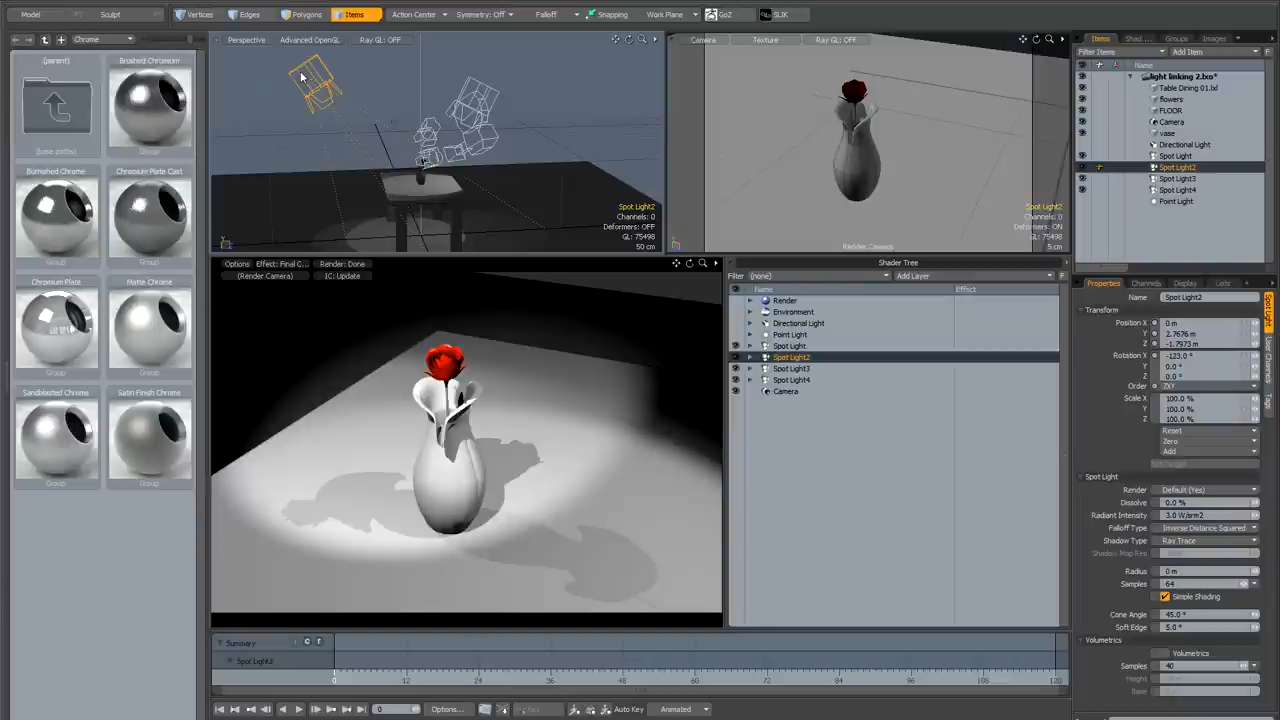 Model
Sculpt
Vertices
Edges
Polygons
Items
Action Center
Symmetry: Off
Falloff
Snapping
Work Plane
GoZ
SLIK
Chrome
(parent)
(base paths)
Brushed Chromium
Group
Burnished Chrome
Group
Chromium Plate Cast
Group
Chromium Plate
Group
Matte Chrome
Group
Sandblasted Chrome
Group
Satin Finish Chrome
Group
Perspective
Advanced OpenGL
Ray GL: OFF
Spot Light2
Channels: 0
Deformers: OFF
GL: 75498
50 cm
Camera
Texture
Ray GL: OFF
Render Camera
Spot Light2
Channels: 0
Deformers: ON
GL: 75498
5 cm
Options
Effect: Final C...
Render: Done.
(Render Camera)
IC: Update
Shader Tree
Filter
(none)
Add Layer
F
Name
Effect
Render
Environment
Directional Light
Point Light
Spot Light
Spot Light2
Spot Light3
Spot Light4
Camera
Items
Shad...
Groups
Images
Filter Items
Add Item
F
Name
light linking 2.lxo*
Table Dining 01.lxl
flowers
FLOOR
Camera
vase
Directional Light
Spot Light
Spot Light2
Spot Light3
Spot Light4
Point Light
Properties
Channels
Display
Lists
Name
Spot Light2
Transform
Position X
0 m
Y
2.7676 m
Z
-1.7973 m
Rotation X
-123.0 °
Y
0.0 °
Z
0.0 °
Order
ZXY
Scale X
100.0 %
Y
100.0 %
Z
100.0 %
Reset
Zero
Add
Spot Light
Render
Default (Yes)
Dissolve
0.0 %
Radiant Intensity
3.0 W/srm2
Falloff Type
Inverse Distance Squared
Shadow Type
Ray Trace
Shadow Map Res
Radius
0 m
Samples
64
Simple Shading
Cone Angle
45.0 °
Soft Edge
5.0 °
Volumetrics
Volumetrics
Samples
40
Height
Base
Spot Light
User Channels
Tags
Summary
Spot Light3
0
12
24
36
48
60
72
84
96
108
120
0
Options...
Auto Key
Animated